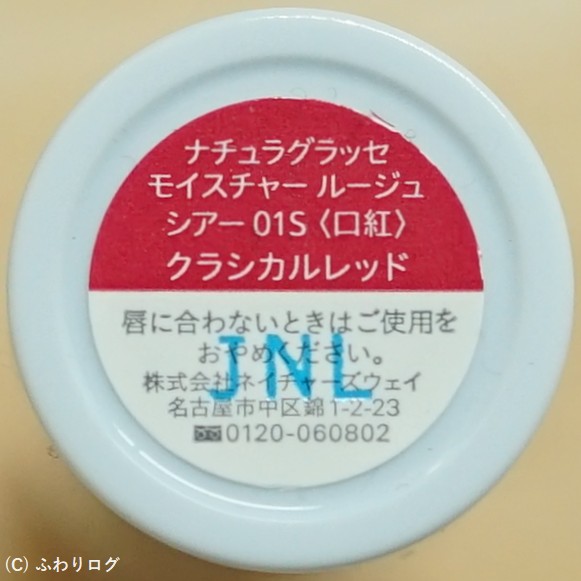 ナチュラグラッセ
モイスチャー ルージュ
シアー 01S〈口紅〉
クラシカルレッド
唇に合わないときはご使用を
おやめください。
JNL
株式会社ネイチャーズウェイ
名古屋市中区錦1-2-23
0120-060802
(C) ふわりログ